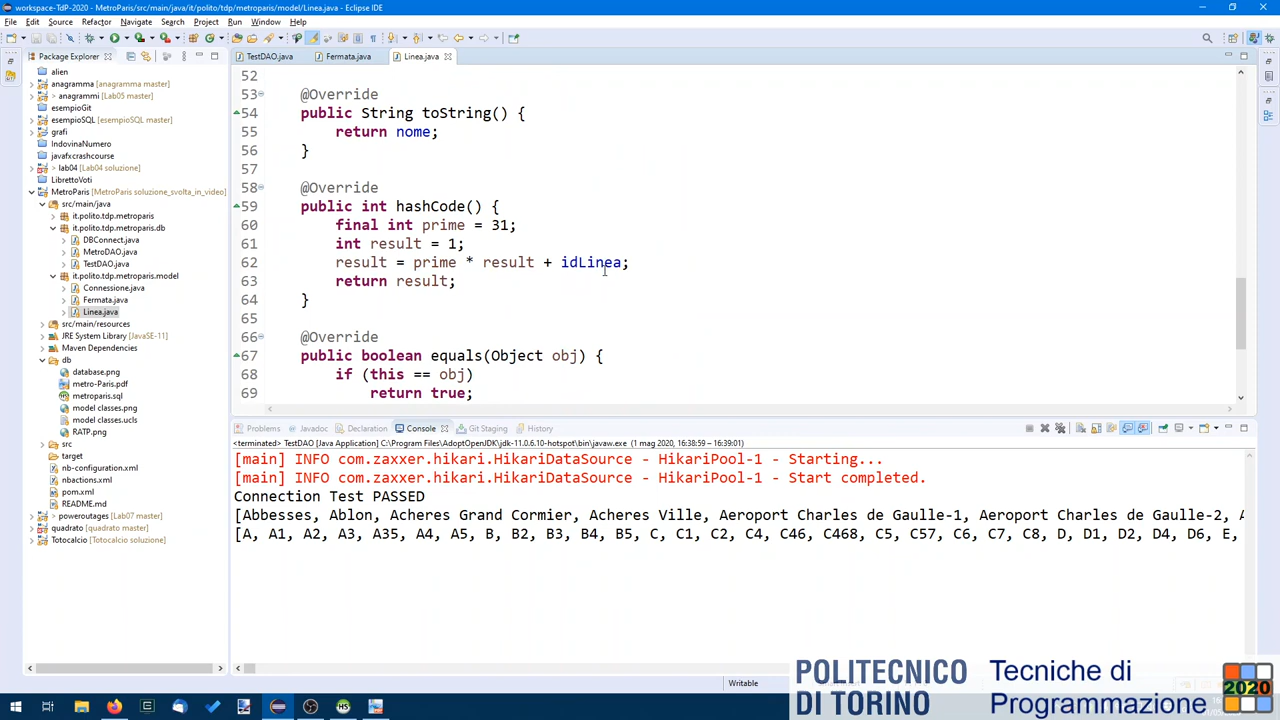 workspace-TdP-2020 - MetroParis/src/main/java/it/polito/tdp/metroparis/model/Linea.java - Eclipse IDE
File Edit Source Refactor Navigate Search Project Run Window Help
Package Explorer
TestDAO.java Fermata.java Linea.java
alien
anagramma [anagramma master]
> anagrammi [Lab05 master]
esempioGit
esempioSQL [esempioSQL master]
grafi
IndovinaNumero
javafxcrashcourse
> lab04 [Lab04 soluzione]
LibrettoVoti
MetroParis [MetroParis soluzione_svolta_in_video]
src/main/java
it.polito.tdp.metroparis
it.polito.tdp.metroparis.db
DBConnect.java
MetroDAO.java
TestDAO.java
it.polito.tdp.metroparis.model
Connessione.java
Fermata.java
Linea.java
src/main/resources
JRE System Library [JavaSE-11]
Maven Dependencies
db
database.png
metro-Paris.pdf
metroparis.sql
model classes.png
model classes.ucls
RATP.png
src
target
nb-configuration.xml
nbactions.xml
pom.xml
README.md
> poweroutages [Lab07 master]
quadrato [quadrato master]
Totocalcio [Totocalcio soluzione]
52
53 @Override
54 public String toString() {
55 return nome;
56 }
57
58 @Override
59 public int hashCode() {
60 final int prime = 31;
61 int result = 1;
62 result = prime * result + idLinea;
63 return result;
64 }
65
66 @Override
67 public boolean equals(Object obj) {
68 if (this == obj)
69 return true;
Problems Javadoc Declaration Console Git Staging History
<terminated> TestDAO [Java Application] C:\Program Files\AdoptOpenJDK\jdk-11.0.6.10-hotspot\bin\javaw.exe (1 mag 2020, 16:38:59 – 16:39:01)
[main] INFO com.zaxxer.hikari.HikariDataSource - HikariPool-1 - Starting...
[main] INFO com.zaxxer.hikari.HikariDataSource - HikariPool-1 - Start completed.
Connection Test PASSED
[Abbesses, Ablon, Acheres Grand Cormier, Acheres Ville, Aeroport Charles de Gaulle-1, Aeroport Charles de Gaulle-2, A
[A, A1, A2, A3, A35, A4, A5, B, B2, B3, B4, B5, C, C1, C2, C4, C46, C468, C5, C57, C6, C7, C8, D, D1, D2, D4, D6, E,
Writable
POLITECNICO
DI TORINO
Tecniche di
Programmazione
2020